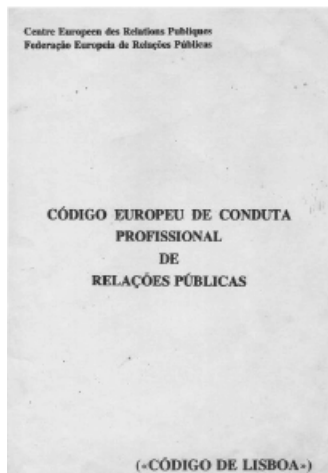 Centre Europeen des Relations Publiques
Federação Europeia de Relações Públicas
CÓDIGO EUROPEU DE CONDUTA
PROFISSIONAL
DE
RELAÇÕES PÚBLICAS
(«CÓDIGO DE LISBOA»)